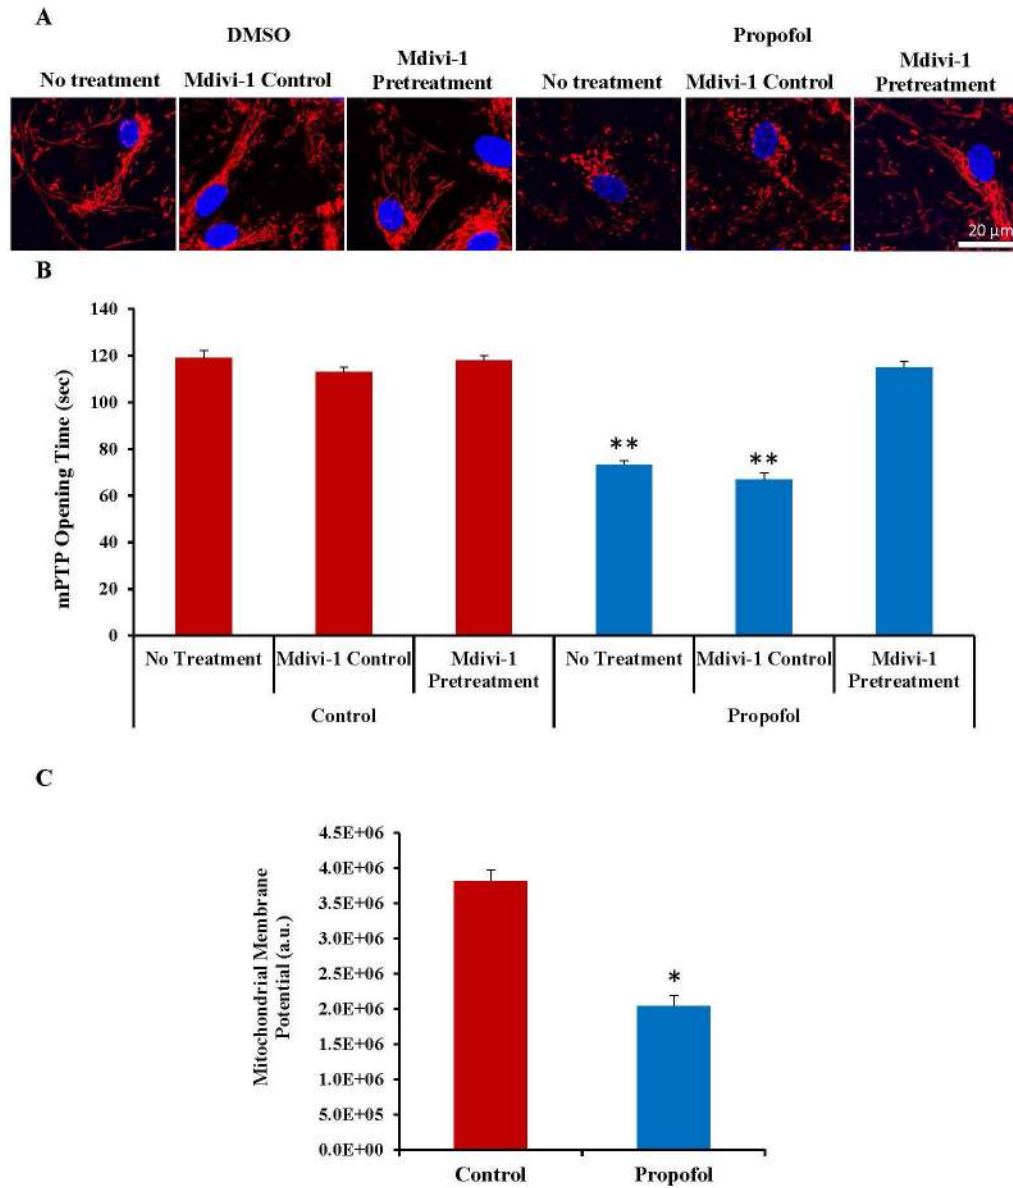 A
DMSO
Propofol
No treatment
Mdivi-1 Control
Mdivi-1
Pretreatment
No treatment
Mdivi-1 Control
Mdivi-1
Pretreatment
20 µm
B
mPTP Opening Time (sec)
140
120
100
80
60
40
20
0
**
**
No Treatment
Mdivi-1 Control
Mdivi-1
Pretreatment
No Treatment
Mdivi-1 Control
Mdivi-1
Pretreatment
Control
Propofol
C
Mitochondrial Membrane
Potential (a.u.)
4.5E+06
4.0E+06
3.5E+06
3.0E+06
2.5E+06
2.0E+06
1.5E+06
1.0E+06
5.0E+05
0.0E+00
*
Control
Propofol